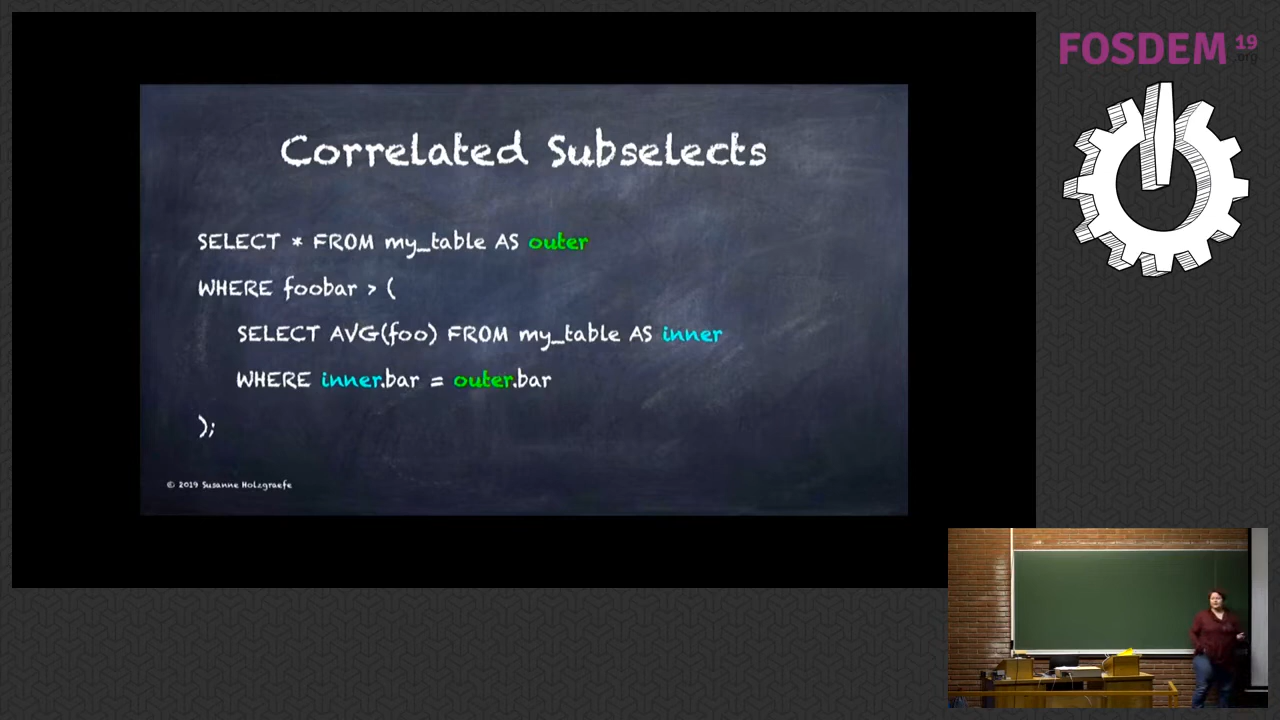 FOSDEM 19
.org
Correlated Subselects
SELECT * FROM my_table AS outer
WHERE foobar > (
SELECT AVG(foo) FROM my_table AS inner
WHERE inner.bar = outer.bar
);
© 2019 Susanne Holzgraefe